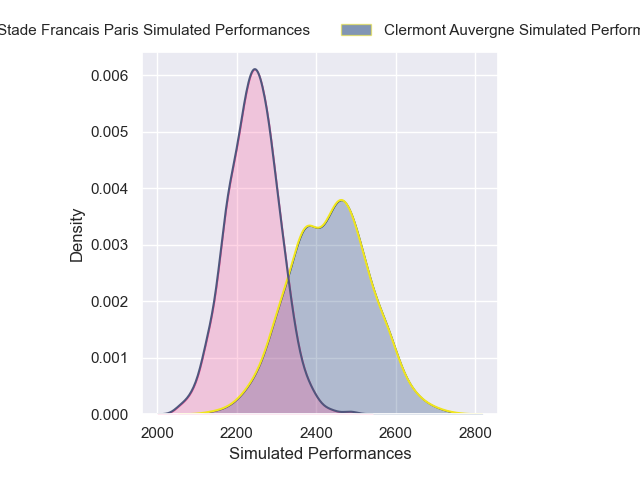 Stade Francais Paris Simulated Performances
Clermont Auvergne Simulated Perform
0.006
0.005
0.004
0.003
0.002
0.001
0.000
Density
2000 2200 2400 2600 2800
Simulated Performances